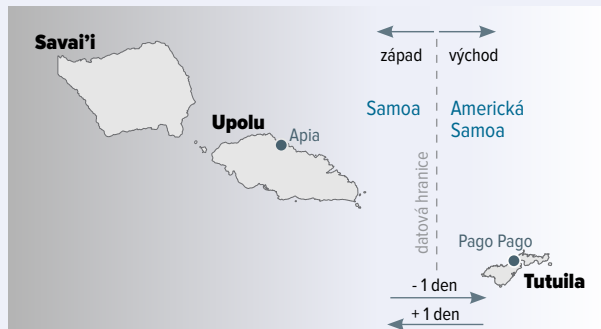 Savai’i
západ
východ
Upolu
Apia
Samoa
Americká
Samoa
datová hranice
Pago Pago
Tutuila
- 1 den
+ 1 den